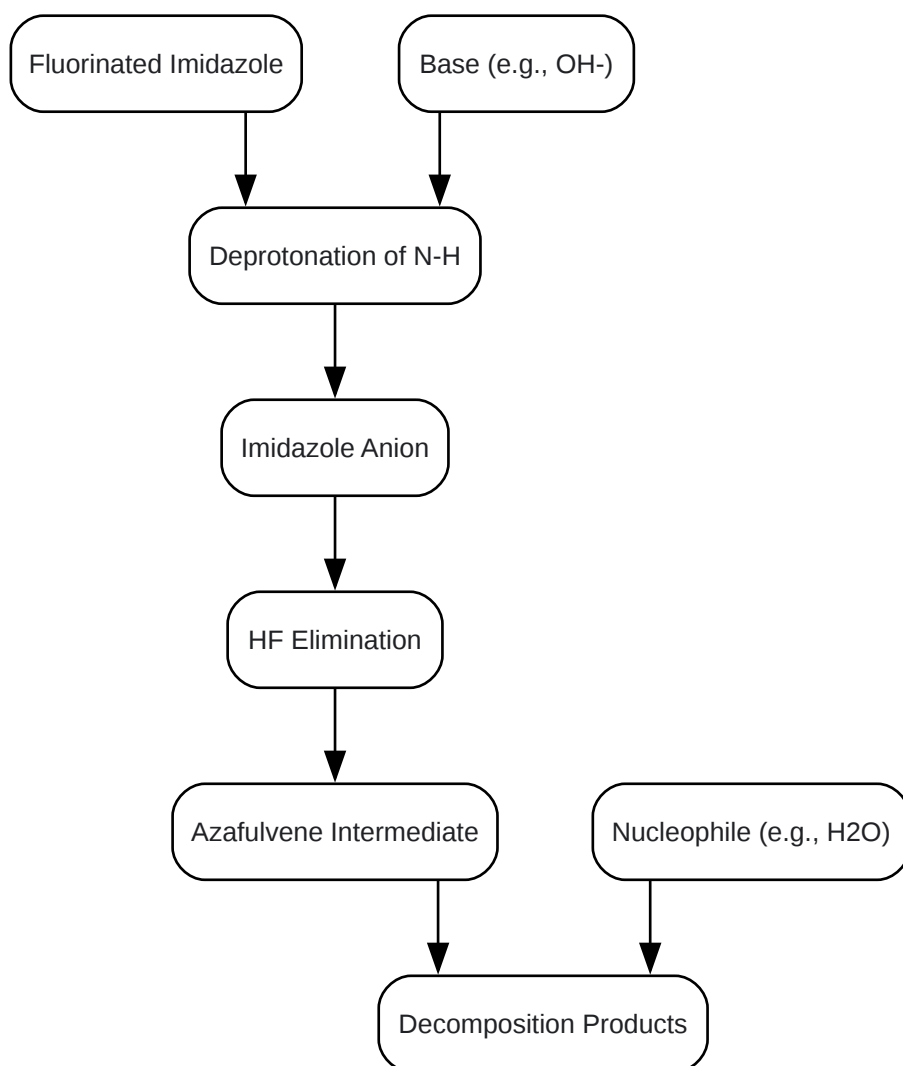 Fluorinated Imidazole
Base (e.g., OH-)
Deprotonation of N-H
Imidazole Anion
HF Elimination
Azafulvene Intermediate
Nucleophile (e.g., H2O)
Decomposition Products